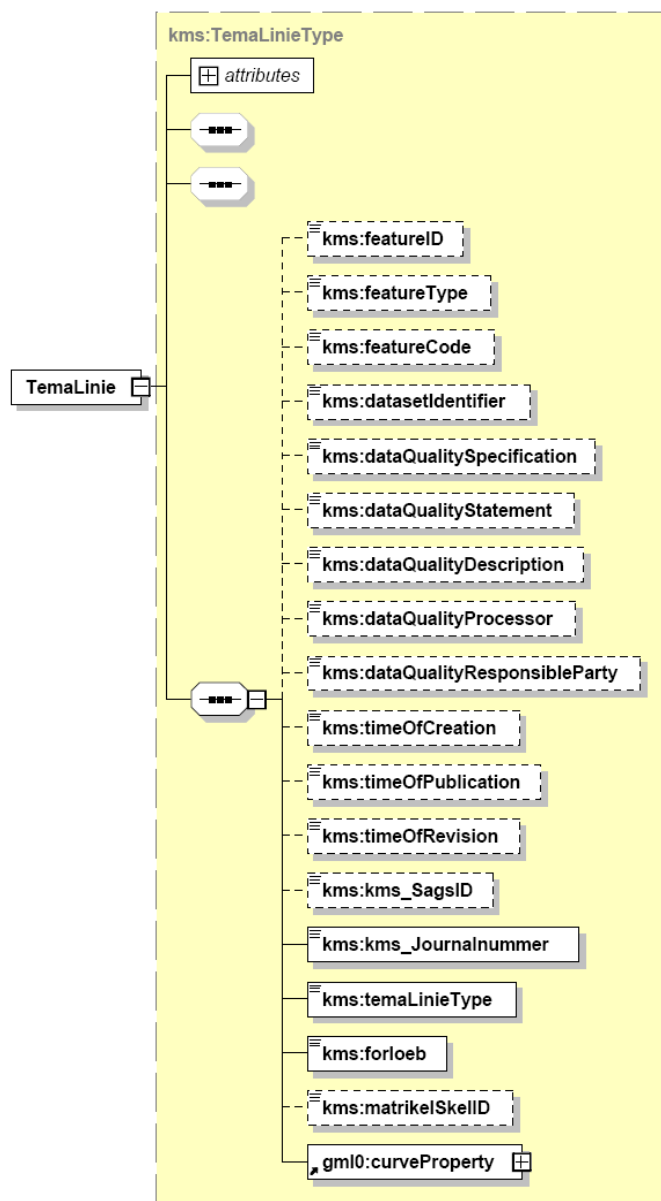 kms:TemaLinieType
attributes
kms:featureID
kms:featureType
kms:featureCode
TemaLinie
kms:datasetIdentifier
kms:dataQualitySpecification
kms:dataQualityStatement
kms:dataQualityDescription
kms:dataQualityProcessor
kms:dataQualityResponsibleParty
kms:timeOfCreation
kms:timeOfPublication
kms:timeOfRevision
kms:kms_SagsID
kms:kms_Journalnummer
kms:temaLinieType
kms:forloeb
kms:matrikelSkelID
gml0:curveProperty